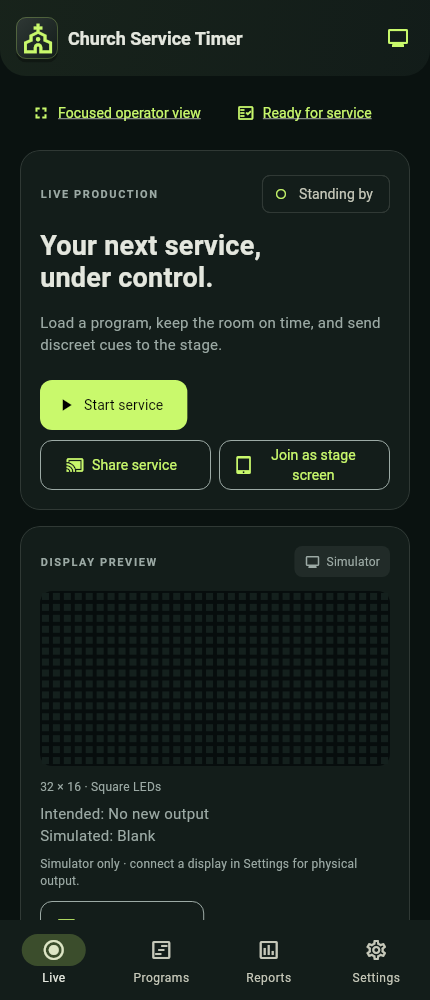 Church Service Timer
Focused operator view
Ready for service
LIVE PRODUCTION
Standing by
Your next service,
under control.
Load a program, keep the room on time, and send
discreet cues to the stage.
Start service
Share service
Join as stage
screen
DISPLAY PREVIEW
Simulator
32 × 16 · Square LEDs
Intended: No new output
Simulated: Blank
Simulator only · connect a display in Settings for physical
output.
Live
Programs
Reports
Settings